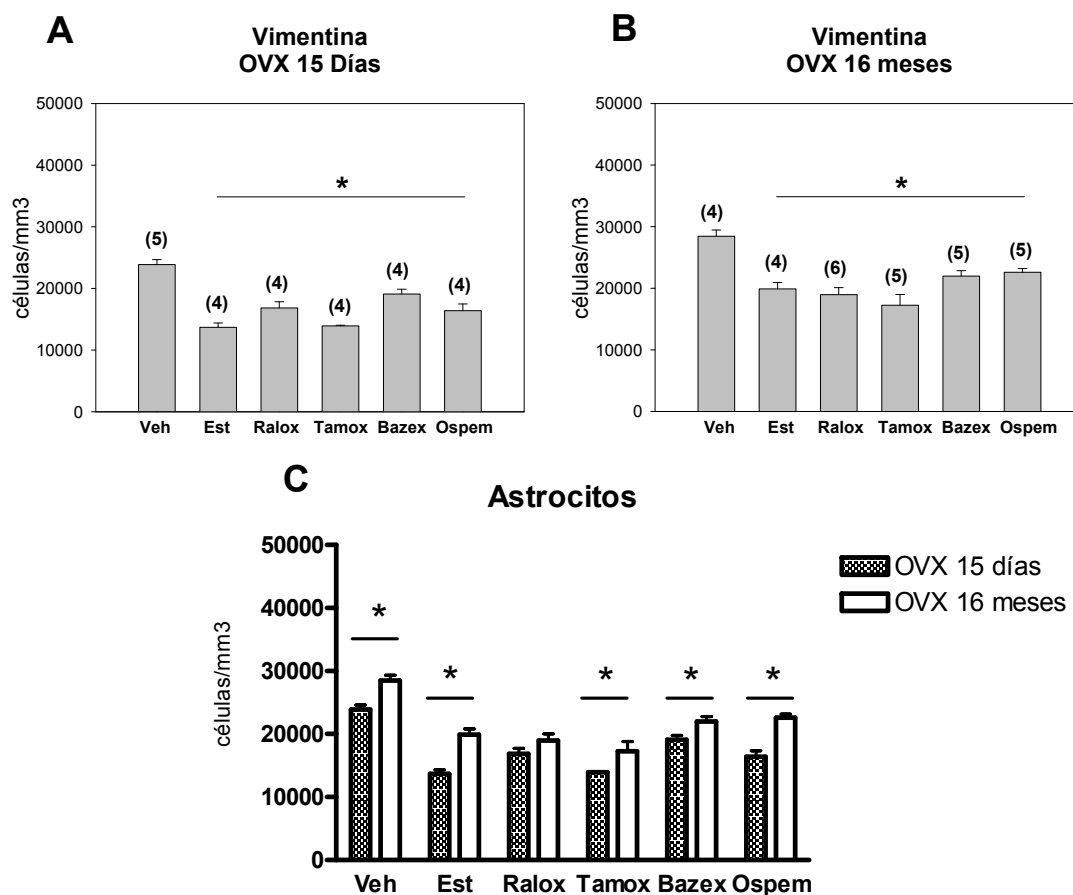 A
Vimentina
OVX 15 Días
50000
40000
30000
20000
10000
0
células/mm3
*
(5)
(4)
(4)
(4)
(4)
(4)
Veh Est Ralox Tamox Bazex Ospem
B
Vimentina
OVX 16 meses
50000
40000
30000
20000
10000
0
células/mm3
*
(4)
(4)
(6)
(5)
(5)
(5)
Veh Est Ralox Tamox Bazex Ospem
C
Astrocitos
50000
40000
30000
20000
10000
0
células/mm3
*
*
*
*
*
Veh Est Ralox Tamox Bazex Ospem
OVX 15 días
OVX 16 meses